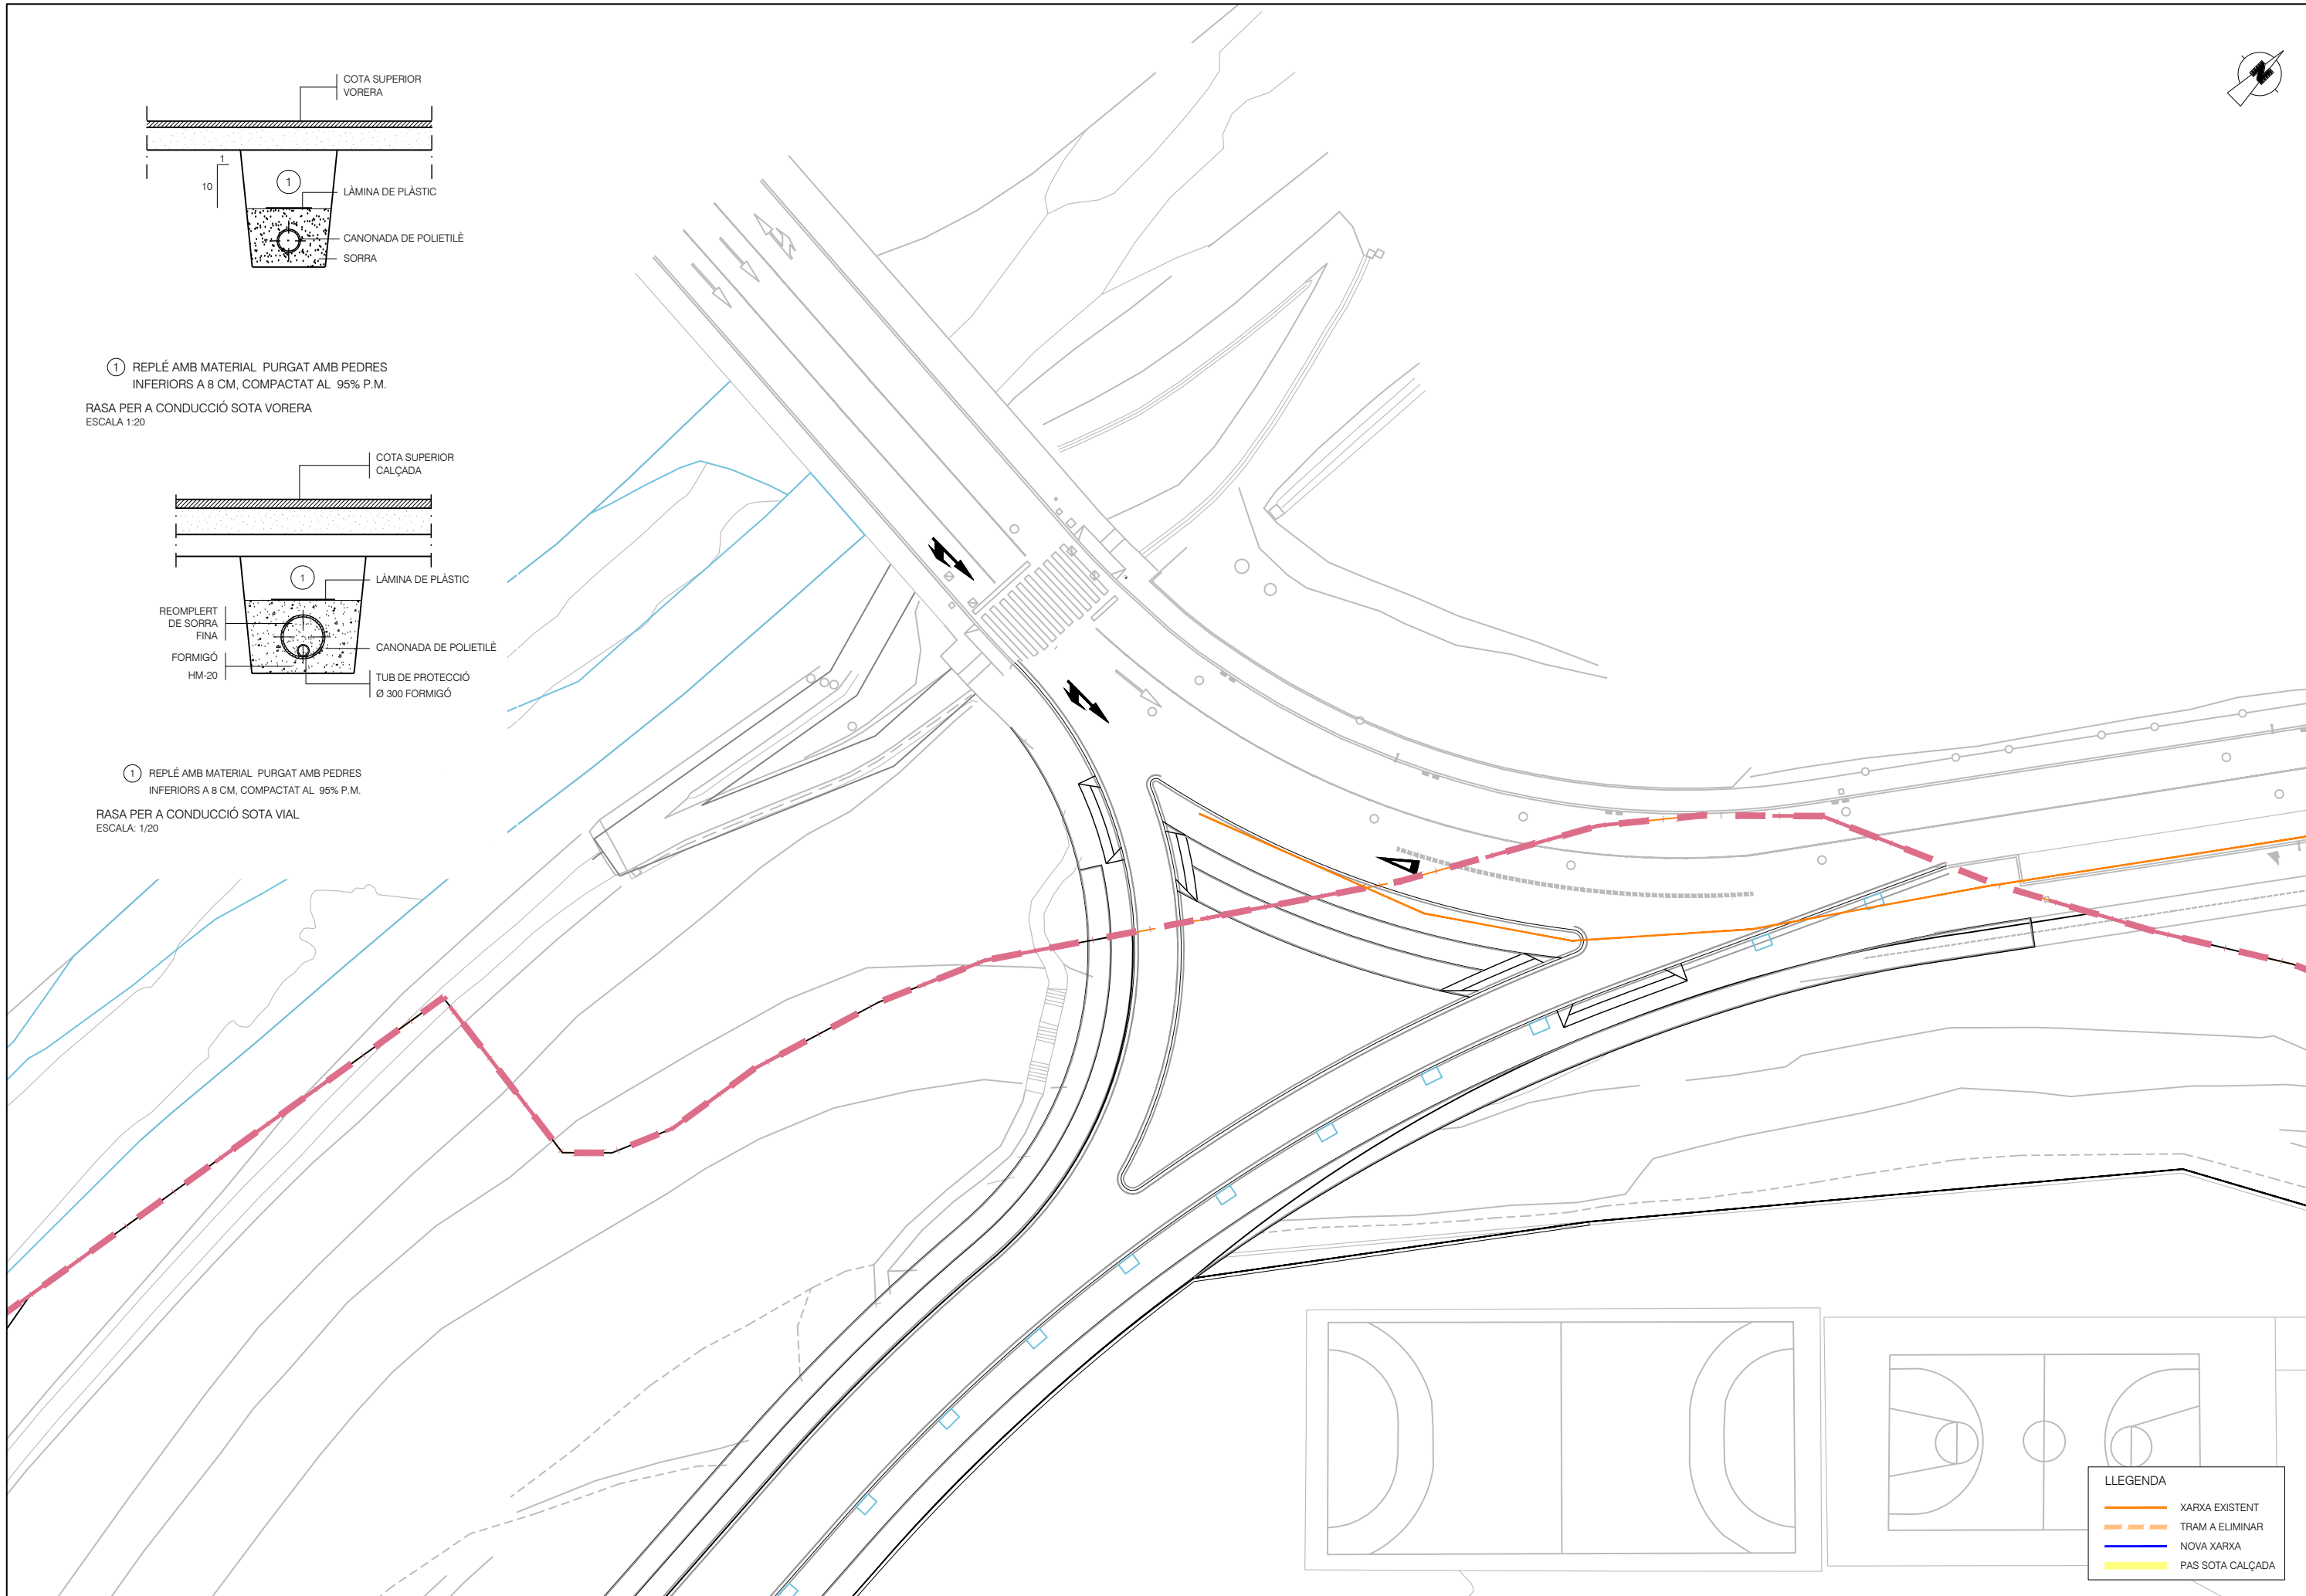 COTA SUPERIOR
VORERA
1
10
1
LÀMINA DE PLÀSTIC
CANONADA DE POLIETILÈ
SORRA
1 REPLÉ AMB MATERIAL PURGAT AMB PEDRES
INFERIORS A 8 CM, COMPACTAT AL 95% P.M.
RASA PER A CONDUCCIÓ SOTA VORERA
ESCALA 1:20
COTA SUPERIOR
CALÇADA
1
LÀMINA DE PLÀSTIC
REOMPLERT
DE SORRA
FINA
CANONADA DE POLIETILÈ
FORMIGÓ
HM-20
TUB DE PROTECCIÓ
Ø 300 FORMIGÓ
1 REPLÉ AMB MATERIAL PURGAT AMB PEDRES
INFERIORS A 8 CM, COMPACTAT AL 95% P.M.
RASA PER A CONDUCCIÓ SOTA VIAL
ESCALA: 1/20
N
LLEGENDA
XARXA EXISTENT
TRAM A ELIMINAR
NOVA XARXA
PAS SOTA CALÇADA